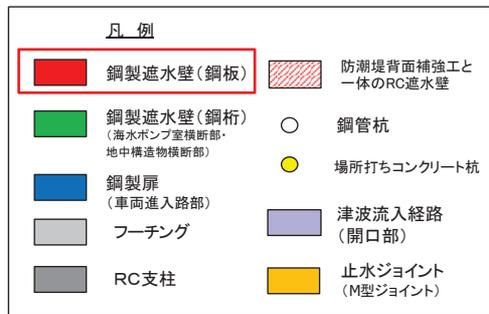 凡 例
鋼製遮水壁(鋼板)
鋼製遮水壁(鋼桁)
(海水ポンプ室横断部・
地中構造物横断部)
鋼製扉
(車両進入路部)
フーチング
RC支柱
防潮堤背面補強工と
一体のRC遮水壁
鋼管杭
場所打ちコンクリート杭
津波流入経路
(開口部)
止水ジョイント
(M型ジョイント)